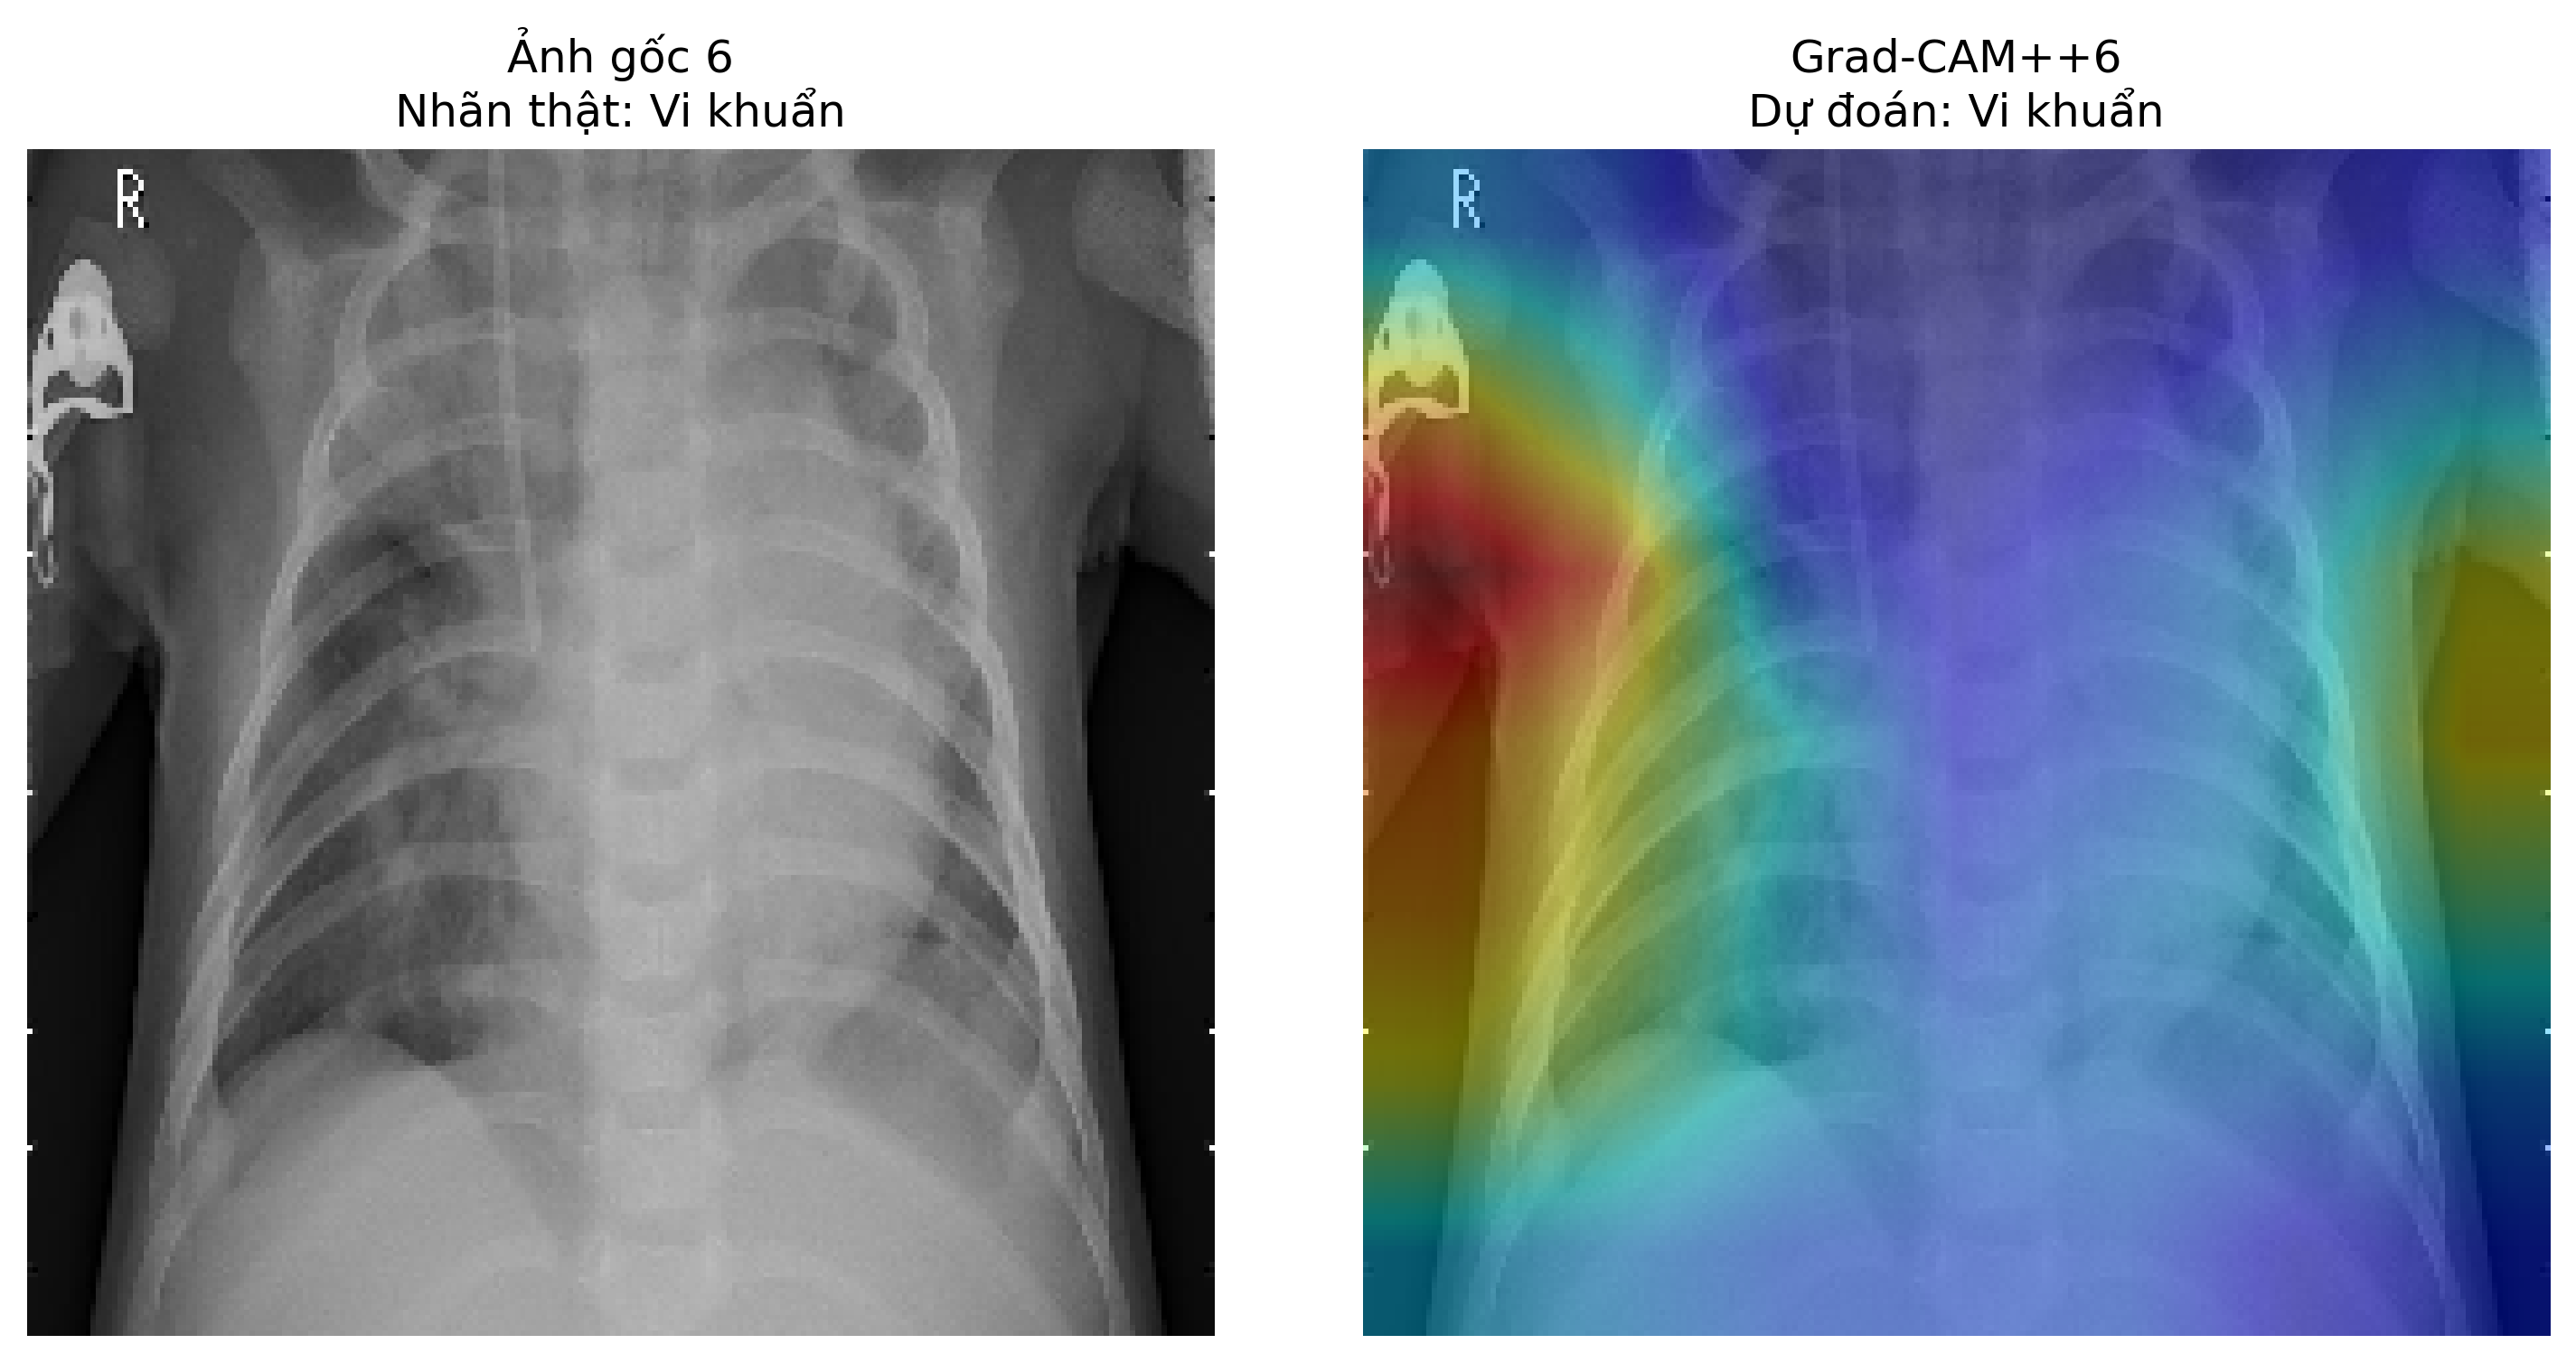 Ảnh gốc 6
Nhãn thật: Vi khuẩn
R
Grad-CAM++6
Dự đoán: Vi khuẩn
R